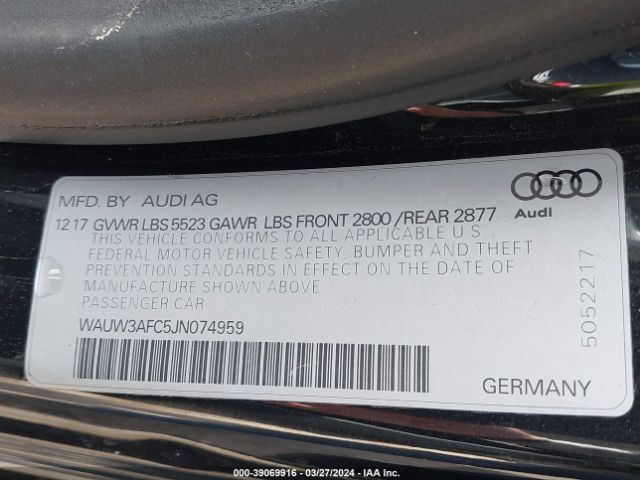 MFD. BY AUDI AG
12 17 GVWR LBS 5523 GAWR LBS FRONT 2800 / REAR 2877
Audi
THIS VEHICLE CONFORMS TO ALL APPLICABLE U S
FEDERAL MOTOR VEHICLE SAFETY, BUMPER AND THEFT
PREVENTION STANDARDS IN EFFECT ON THE DATE OF
MANUFACTURE SHOWN ABOVE
PASSENGER CAR
WAUW3AFC5JN074959
5052217
GERMANY
000-39069916 - 03/27/2024 - IAA Inc.